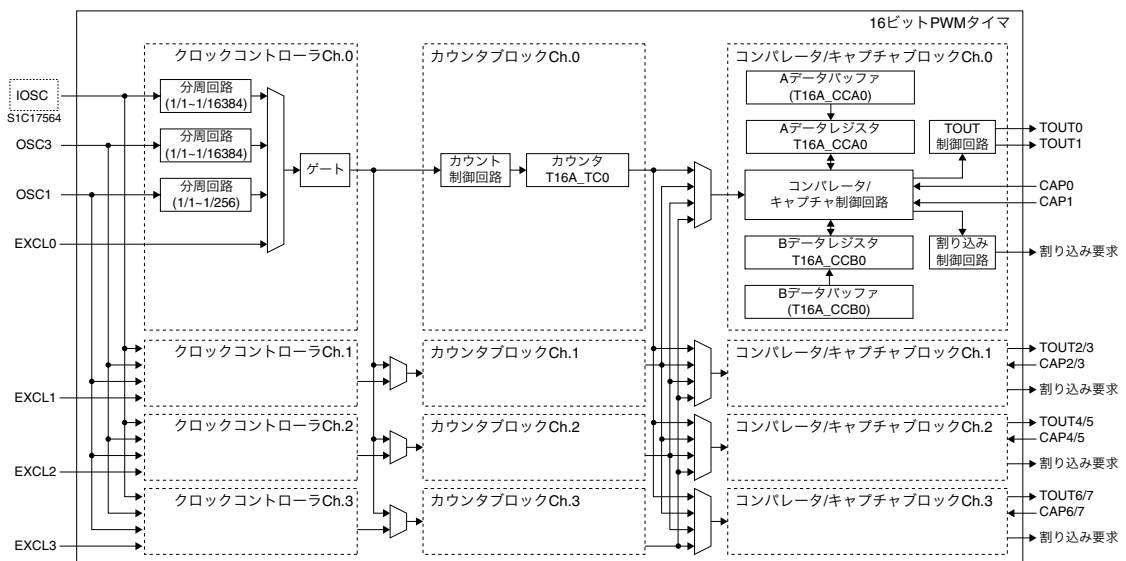 16ビットPWMタイマ
クロックコントローラCh.0
カウンタブロックCh.0
コンパレータ/キャプチャブロックCh.0
IOSC
S1C17564
OSC3
OSC1
EXCL0
分周回路
(1/1~1/16384)
分周回路
(1/1~1/16384)
分周回路
(1/1~1/256)
ゲート
カウント
制御回路
カウンタ
T16A_TC0
Aデータバッファ
(T16A_CCA0)
Aデータレジスタ
T16A_CCA0
コンパレータ/
キャプチャ制御回路
Bデータレジスタ
T16A_CCB0
Bデータバッファ
(T16A_CCB0)
TOUT
制御回路
割り込み
制御回路
TOUT0
TOUT1
CAP0
CAP1
割り込み要求
クロックコントローラCh.1
カウンタブロックCh.1
コンパレータ/キャプチャブロックCh.1
EXCL1
TOUT2/3
CAP2/3
割り込み要求
クロックコントローラCh.2
カウンタブロックCh.2
コンパレータ/キャプチャブロックCh.2
EXCL2
TOUT4/5
CAP4/5
割り込み要求
クロックコントローラCh.3
カウンタブロックCh.3
コンパレータ/キャプチャブロックCh.3
EXCL3
TOUT6/7
CAP6/7
割り込み要求